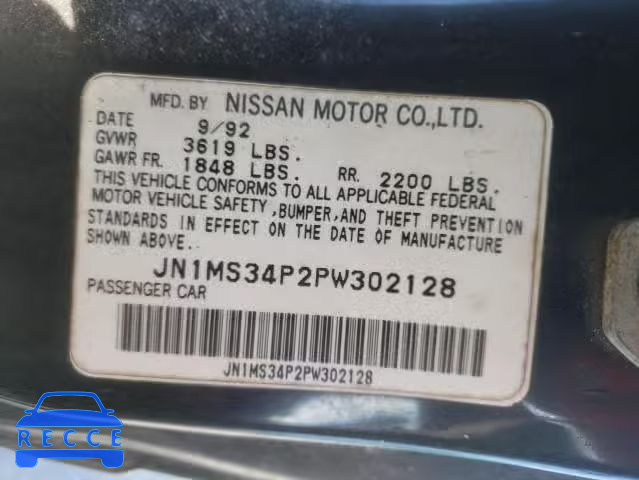 MFD. BY NISSAN MOTOR CO.,LTD.
DATE 9/92
GVWR 3619 LBS.
GAWR FR. 1848 LBS. RR. 2200 LBS.
THIS VEHICLE CONFORMS TO ALL APPLICABLE FEDERAL
MOTOR VEHICLE SAFETY ,BUMPER,AND THEFT PREVENTION
STANDARDS IN EFFECT ON THE DATE OF MANUFACTURE
SHOWN ABOVE.
JN1MS34P2PW302128
PASSENGER CAR
JN1MS34P2PW302128
RECCE